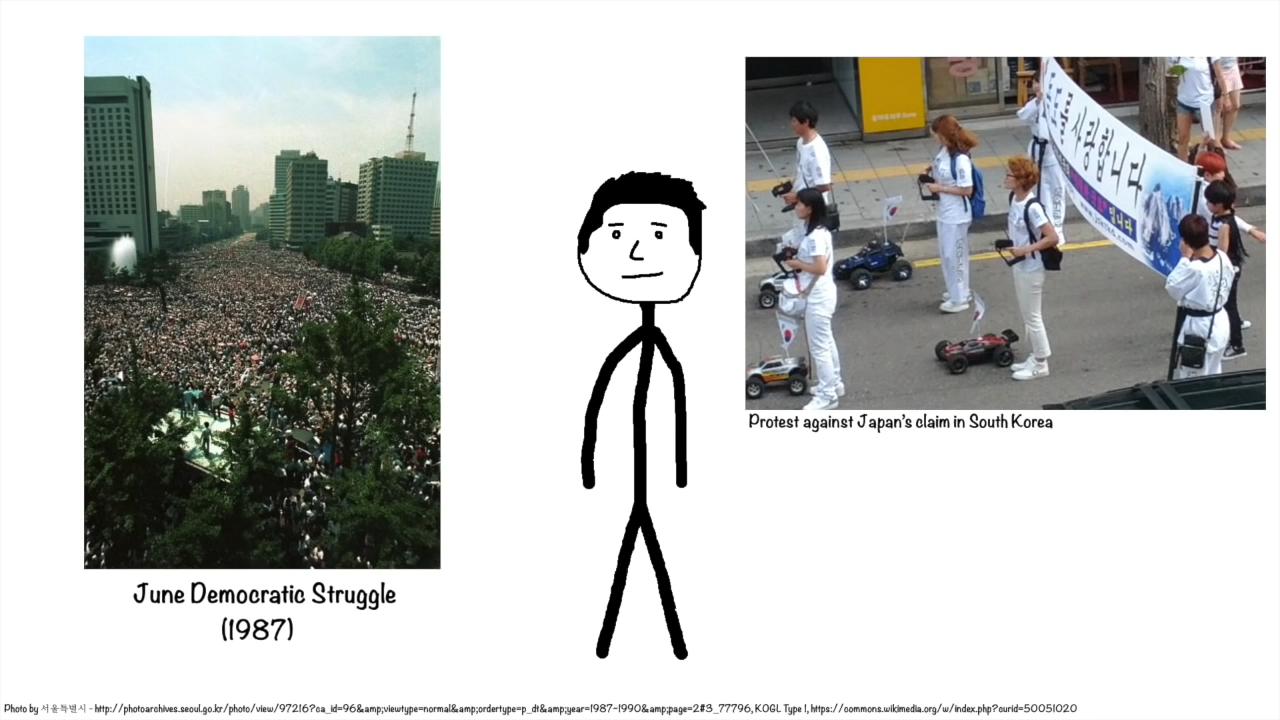 독도를 사랑합니다
Protest against Japan's claim in South Korea
June Democratic Struggle
(1987)
Photo by 서울특별시 - http://photoarchives.seoul.go.kr/photo/view/97216?ca_id=96&amp;viewtype=normal&amp;ordertype=p_dt&amp;year=1987-1990&amp;page=2#3_77796, KOGL Type 1, https://commons.wikimedia.org/w/index.php?curid=50051020